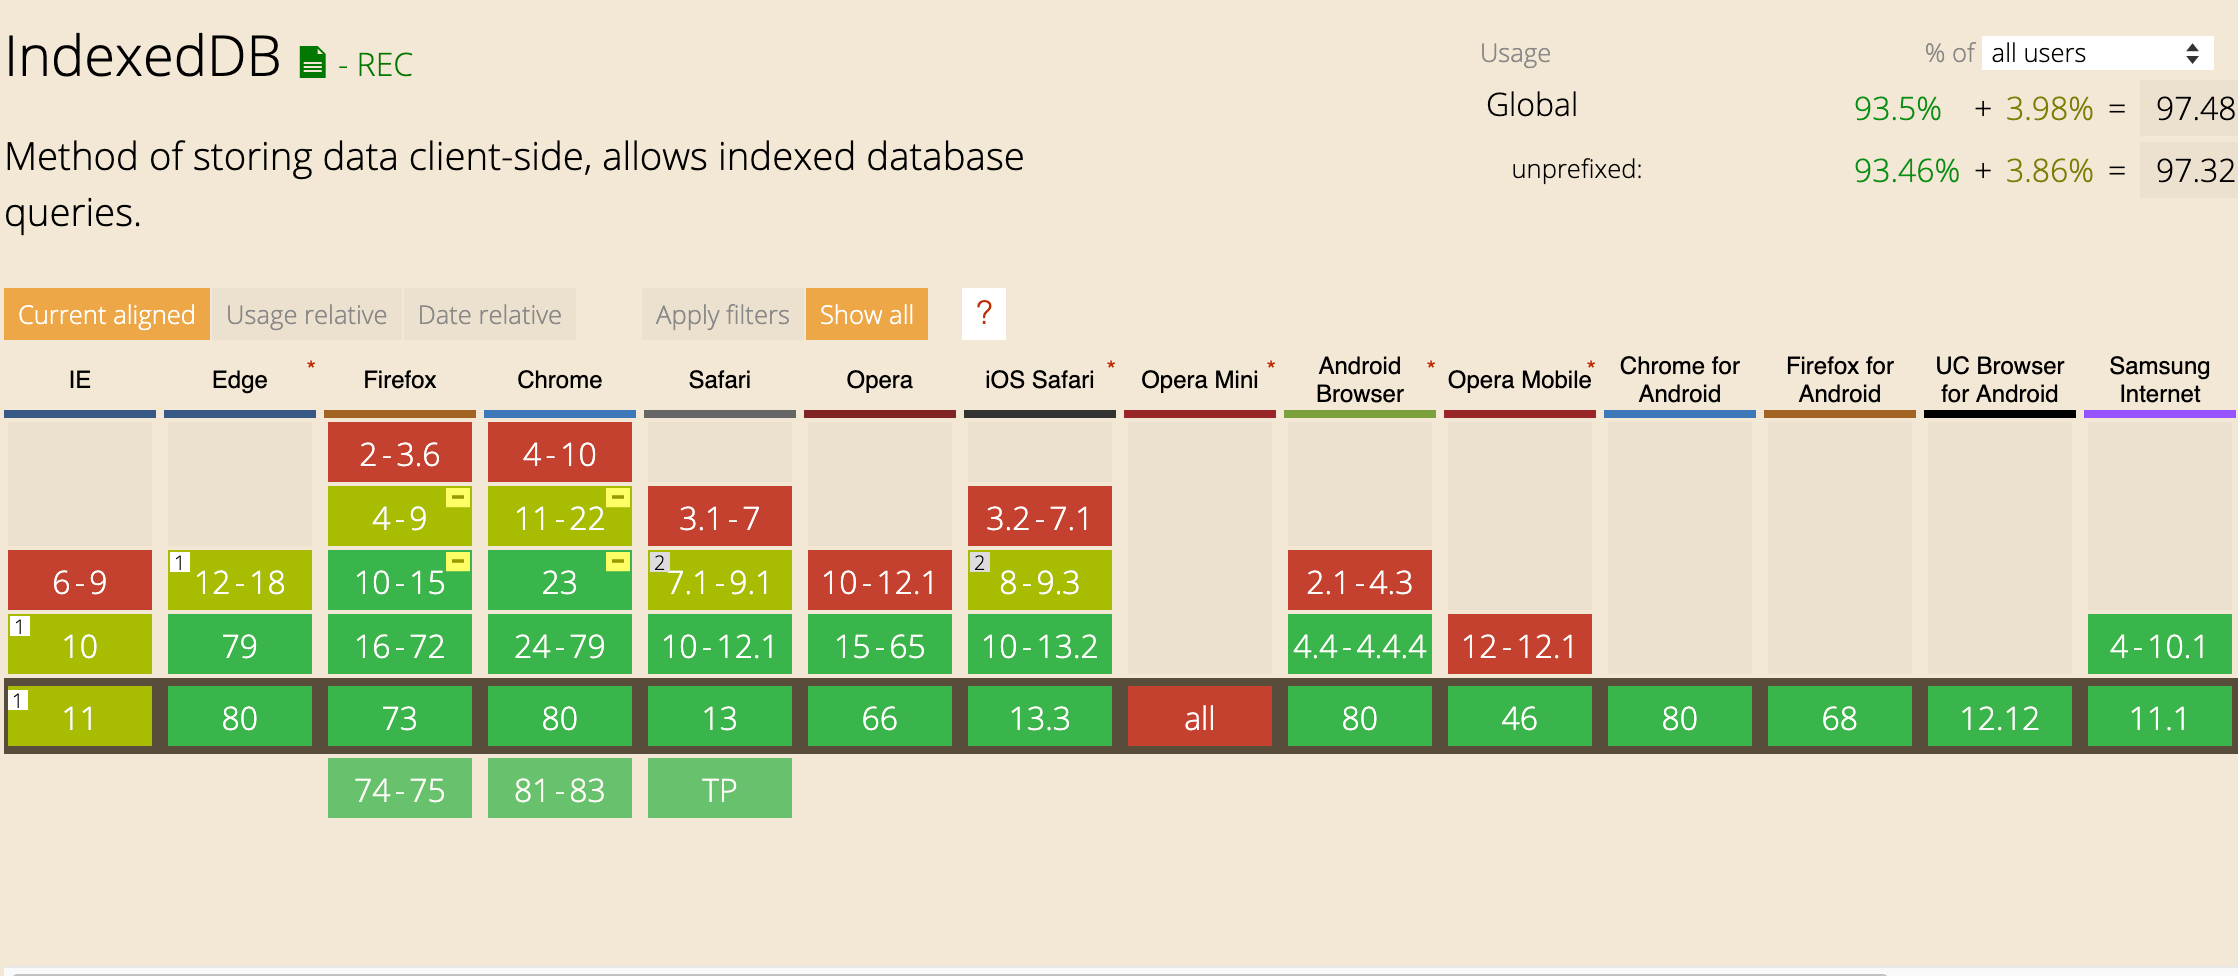 IndexedDB - REC
Usage % of all users
Global 93.5% + 3.98% = 97.48
unprefixed: 93.46% + 3.86% = 97.32
Method of storing data client-side, allows indexed database
queries.
Current aligned Usage relative Date relative Apply filters Show all ?
IE Edge * Firefox Chrome Safari Opera iOS Safari * Opera Mini * Android Browser * Opera Mobile * Chrome for Android Firefox for Android UC Browser for Android Samsung Internet
2-3.6 4-10
4-9 11-22 3.1-7 3.2-7.1
6-9 1 12-18 10-15 23 2 7.1-9.1 10-12.1 2 8-9.3 2.1-4.3
1 10 79 16-72 24-79 10-12.1 15-65 10-13.2 4.4-4.4.4 12-12.1 4-10.1
1 11 80 73 80 13 66 13.3 all 80 46 80 68 12.12 11.1
74-75 81-83 TP